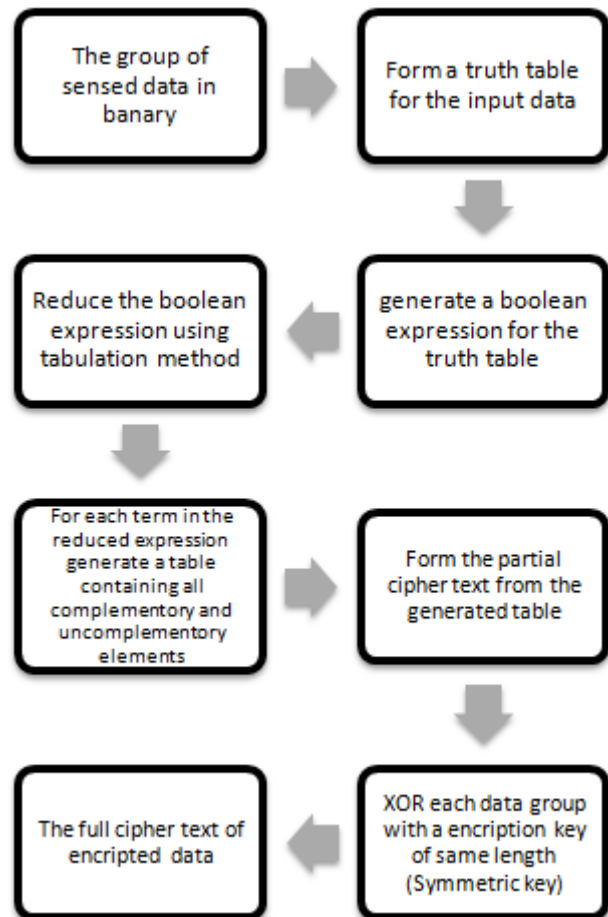 The group of
sensed data in
banary
Form a truth table
for the input data
generate a boolean
expression for the
truth table
Reduce the boolean
expression using
tabulation method
For each term in the
reduced expression
generate a table
containing all
complementory and
uncomplementory
elements
Form the partial
cipher text from the
generated table
XOR each data group
with a encription key
of same length
(Symmetric key)
The full cipher text of
encripted data